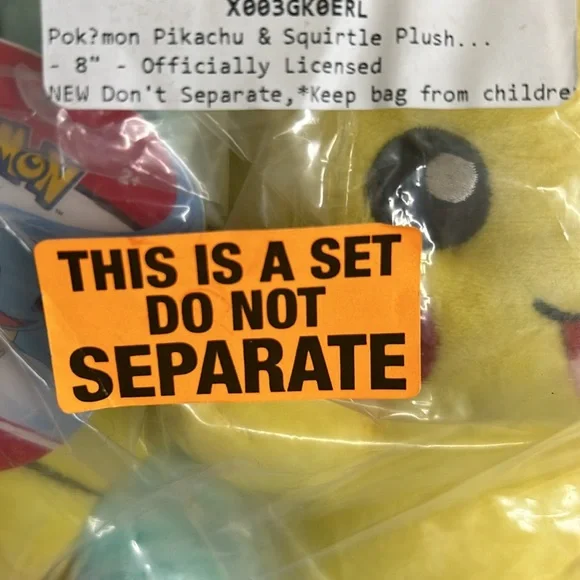 X003GK0ERL
Pok?mon Pikachu & Squirtle Plush...
- 8" - Officially Licensed
NEW Don't Separate,*Keep bag from childre
MON
THIS IS A SET
DO NOT
SEPARATE